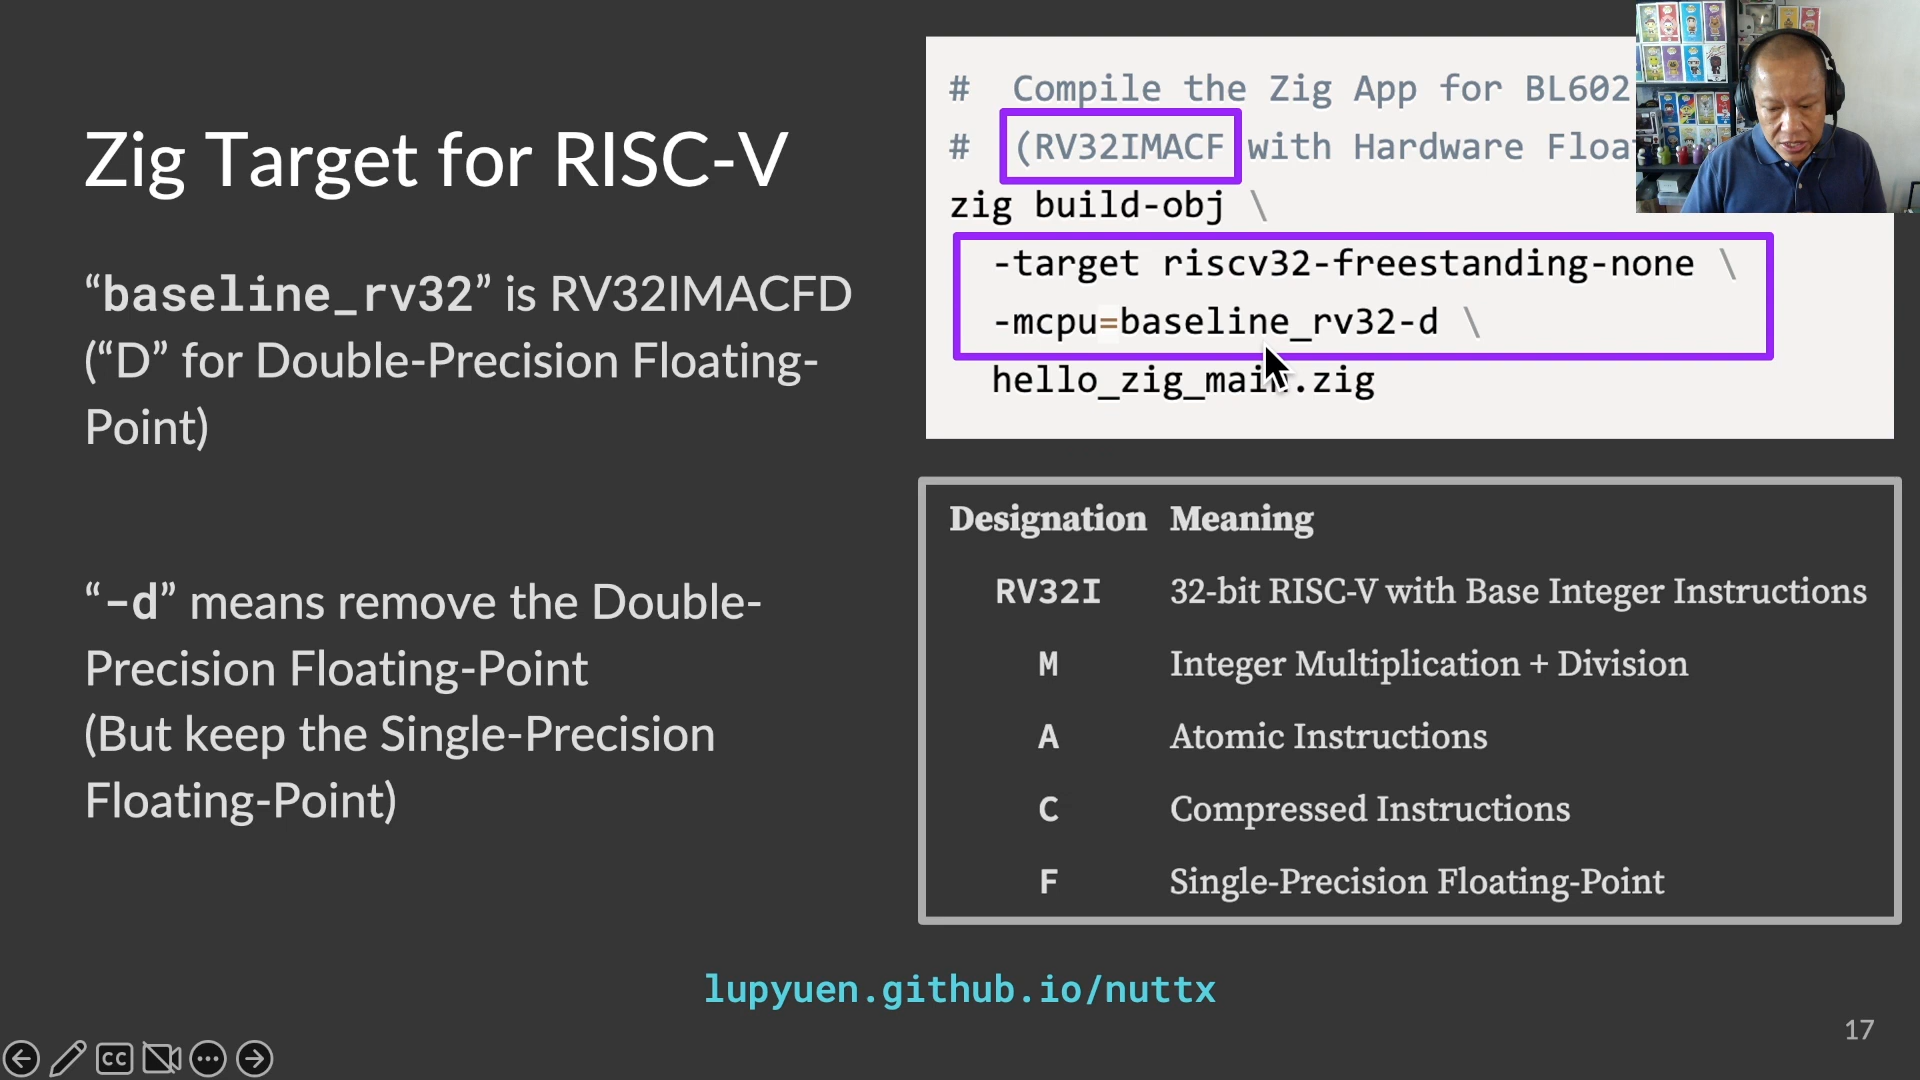 Zig Target for RISC-V
“baseline_rv32” is RV32IMACFD
(“D” for Double-Precision Floating-
Point)
“-d” means remove the Double-
Precision Floating-Point
(But keep the Single-Precision
Floating-Point)
# Compile the Zig App for BL602
# (RV32IMACF with Hardware Floa
zig build-obj \
-target riscv32-freestanding-none \
-mcpu=baseline_rv32-d \
hello_zig_main.zig
Designation Meaning
RV32I 32-bit RISC-V with Base Integer Instructions
M Integer Multiplication + Division
A Atomic Instructions
C Compressed Instructions
F Single-Precision Floating-Point
lupyuen.github.io/nuttx
17
CC